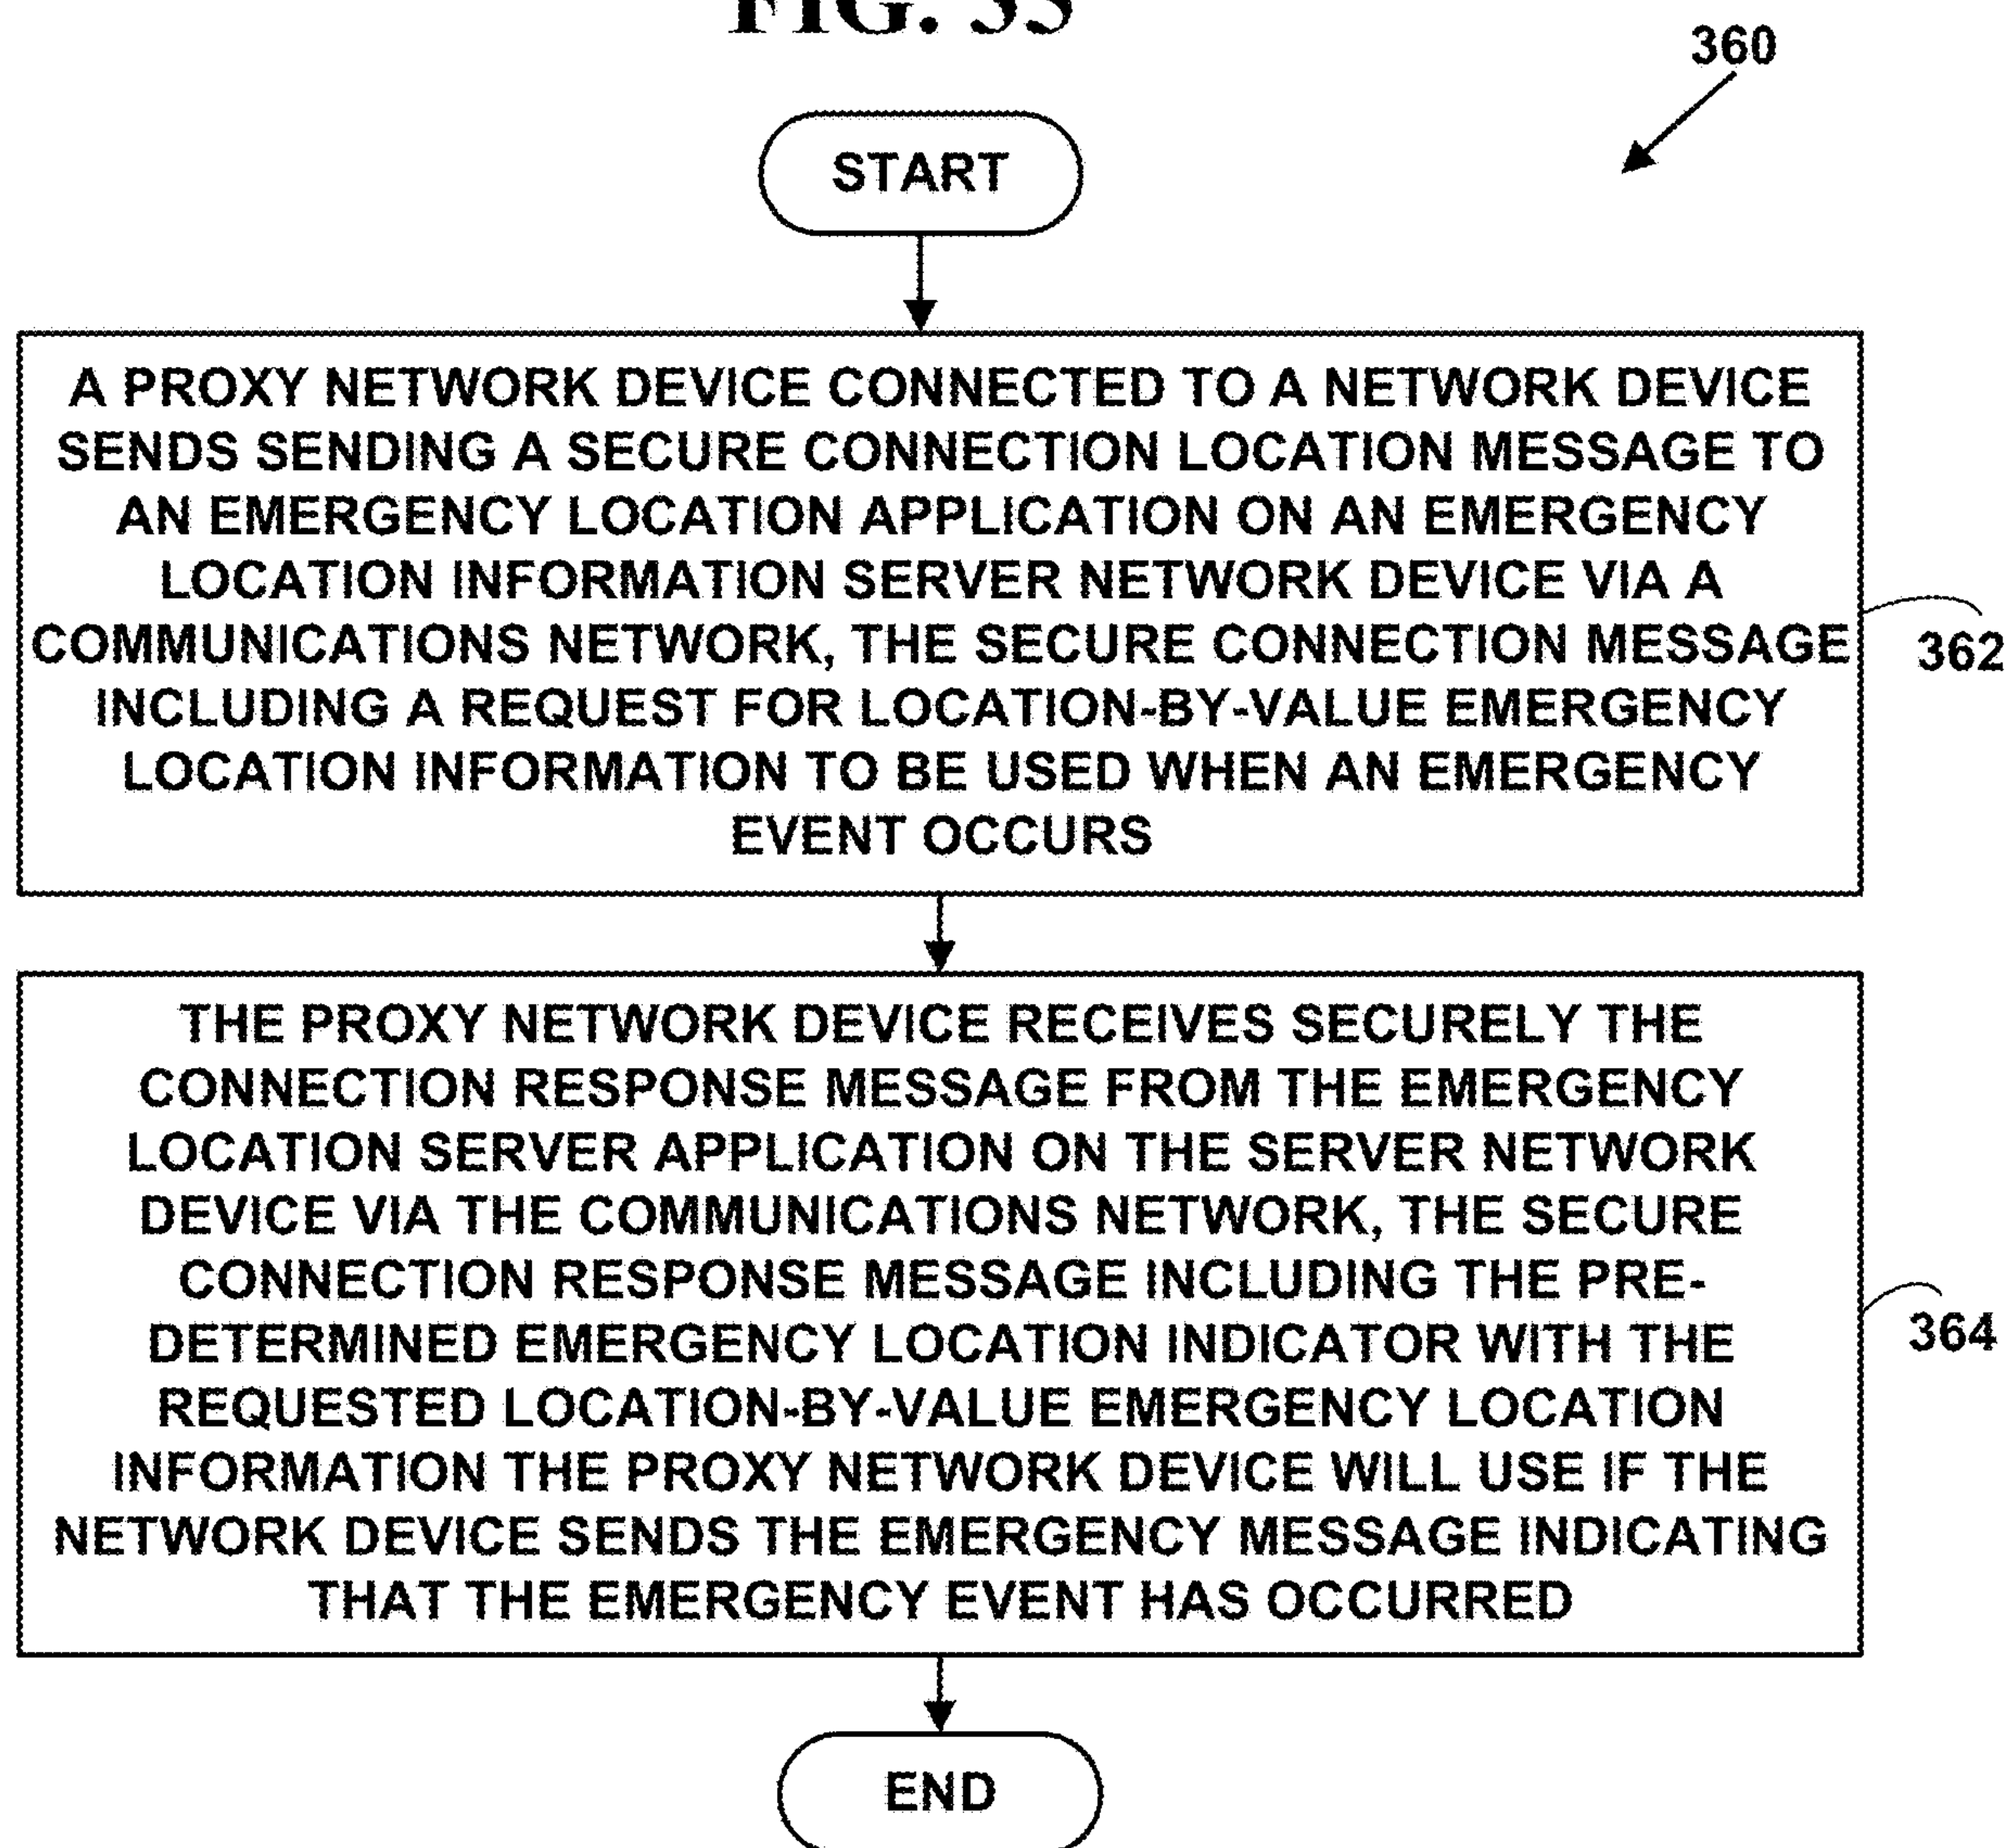 FIG. 35
360
START
A PROXY NETWORK DEVICE CONNECTED TO A NETWORK DEVICE
SENDS SENDING A SECURE CONNECTION LOCATION MESSAGE TO
AN EMERGENCY LOCATION APPLICATION ON AN EMERGENCY
LOCATION INFORMATION SERVER NETWORK DEVICE VIA A
COMMUNICATIONS NETWORK, THE SECURE CONNECTION MESSAGE
INCLUDING A REQUEST FOR LOCATION-BY-VALUE EMERGENCY
LOCATION INFORMATION TO BE USED WHEN AN EMERGENCY
EVENT OCCURS
362
THE PROXY NETWORK DEVICE RECEIVES SECURELY THE
CONNECTION RESPONSE MESSAGE FROM THE EMERGENCY
LOCATION SERVER APPLICATION ON THE SERVER NETWORK
DEVICE VIA THE COMMUNICATIONS NETWORK, THE SECURE
CONNECTION RESPONSE MESSAGE INCLUDING THE PRE-
DETERMINED EMERGENCY LOCATION INDICATOR WITH THE
REQUESTED LOCATION-BY-VALUE EMERGENCY LOCATION
INFORMATION THE PROXY NETWORK DEVICE WILL USE IF THE
NETWORK DEVICE SENDS THE EMERGENCY MESSAGE INDICATING
THAT THE EMERGENCY EVENT HAS OCCURRED
364
END